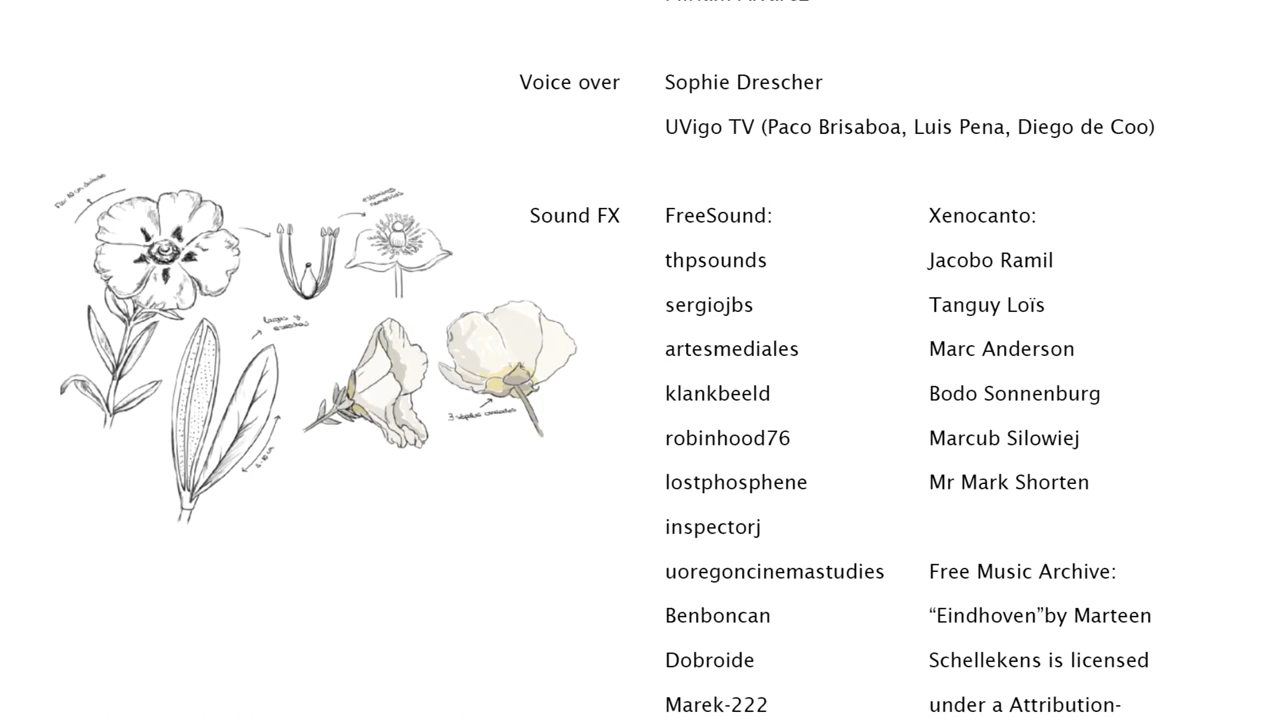 Voice over
Sophie Drescher
UVigo TV (Paco Brisaboa, Luis Pena, Diego de Coo)
Sound FX
FreeSound:
thpsounds
sergiojbs
artesmediales
klankbeeld
robinhood76
lostphosphene
inspectorj
uoregoncinemastudies
Benboncan
Dobroide
Marek-222
Xenocanto:
Jacobo Ramil
Tanguy Loïs
Marc Anderson
Bodo Sonnenburg
Marcub Silowiej
Mr Mark Shorten
Free Music Archive:
“Eindhoven”by Marteen
Schellekens is licensed
under a Attribution-